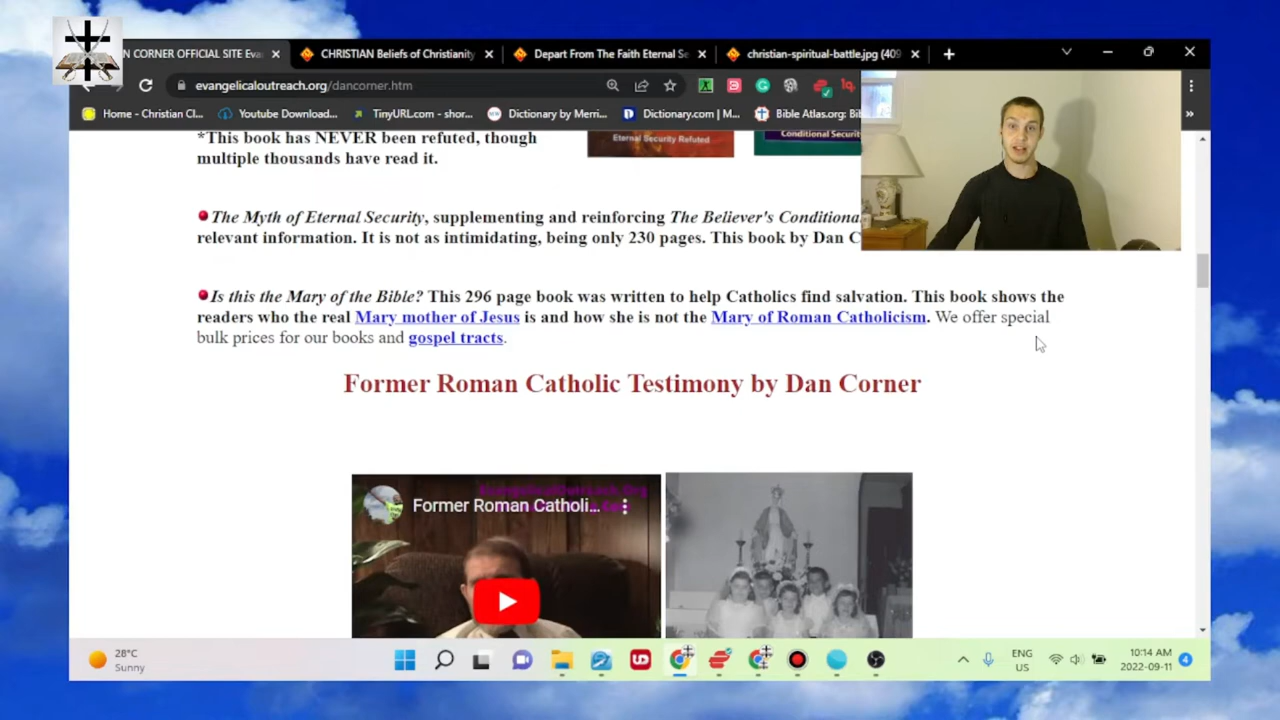 N CORNER OFFICIAL SITE Eva
CHRISTIAN Beliefs of Christianity
Depart From The Faith Eternal Se
christian-spiritual-battle.jpg (409
evangelicaloutreach.org/dancorner.htm
Home - Christian Cl...
Youtube Download...
TinyURL.com - shor...
Dictionary by Merri...
Dictionary.com | M...
Bible Atlas.org: Bib
*This book has NEVER been refuted, though
multiple thousands have read it.
Eternal Security Refuted
Conditional Securit
The Myth of Eternal Security, supplementing and reinforcing The Believer's Conditiona
relevant information. It is not as intimidating, being only 230 pages. This book by Dan C
Is this the Mary of the Bible? This 296 page book was written to help Catholics find salvation. This book shows the
readers who the real Mary mother of Jesus is and how she is not the Mary of Roman Catholicism. We offer special
bulk prices for our books and gospel tracts.
Former Roman Catholic Testimony by Dan Corner
Former Roman Catholi...
28°C
Sunny
UD
ENG
US
10:14 AM
2022-09-11
4